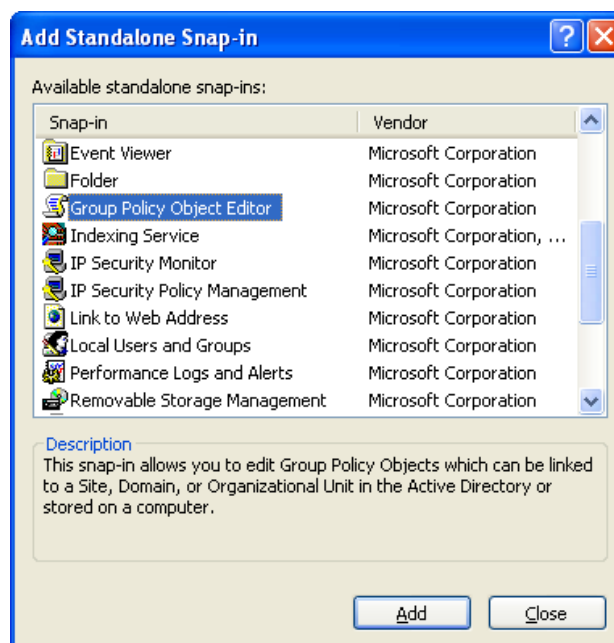 Add Standalone Snap-in
Available standalone snap-ins:
Snap-in Vendor
Event Viewer Microsoft Corporation
Folder Microsoft Corporation
Group Policy Object Editor Microsoft Corporation
Indexing Service Microsoft Corporation, ...
IP Security Monitor Microsoft Corporation
IP Security Policy Management Microsoft Corporation
Link to Web Address Microsoft Corporation
Local Users and Groups Microsoft Corporation
Performance Logs and Alerts Microsoft Corporation
Removable Storage Management Microsoft Corporation
Description
This snap-in allows you to edit Group Policy Objects which can be linked
to a Site, Domain, or Organizational Unit in the Active Directory or
stored on a computer.
Add Close